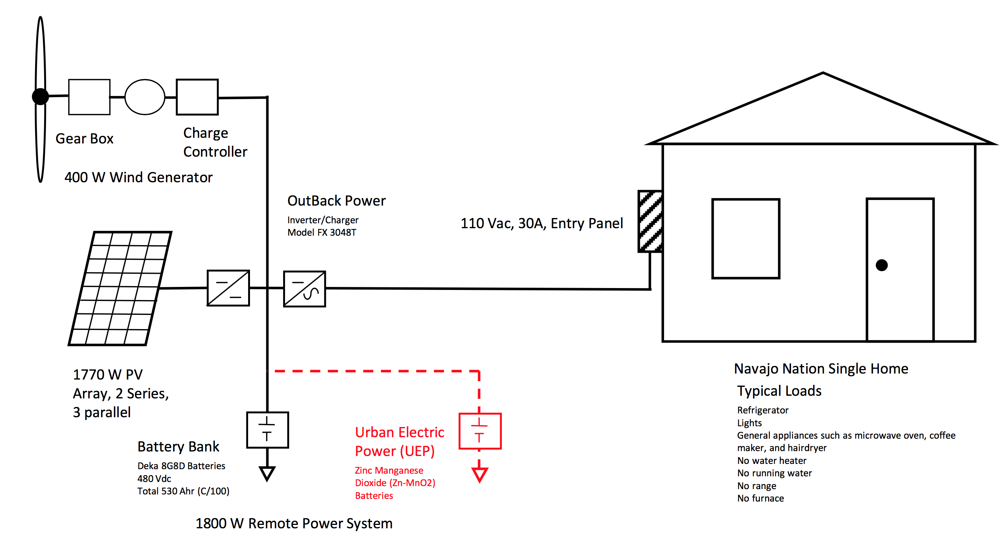 Gear Box
Charge
Controller
400 W Wind Generator
OutBack Power
Inverter/Charger
Model FX 3048T
110 Vac, 30A, Entry Panel
1770 W PV
Array, 2 Series,
3 parallel
Battery Bank
Deka 8G8D Batteries
480 Vdc
Total 530 Ahr (C/100)
Urban Electric
Power (UEP)
Zinc Manganese
Dioxide (Zn-MnO2)
Batteries
1800 W Remote Power System
Navajo Nation Single Home
Typical Loads
Refrigerator
Lights
General appliances such as microwave oven, coffee
maker, and hairdryer
No water heater
No running water
No range
No furnace